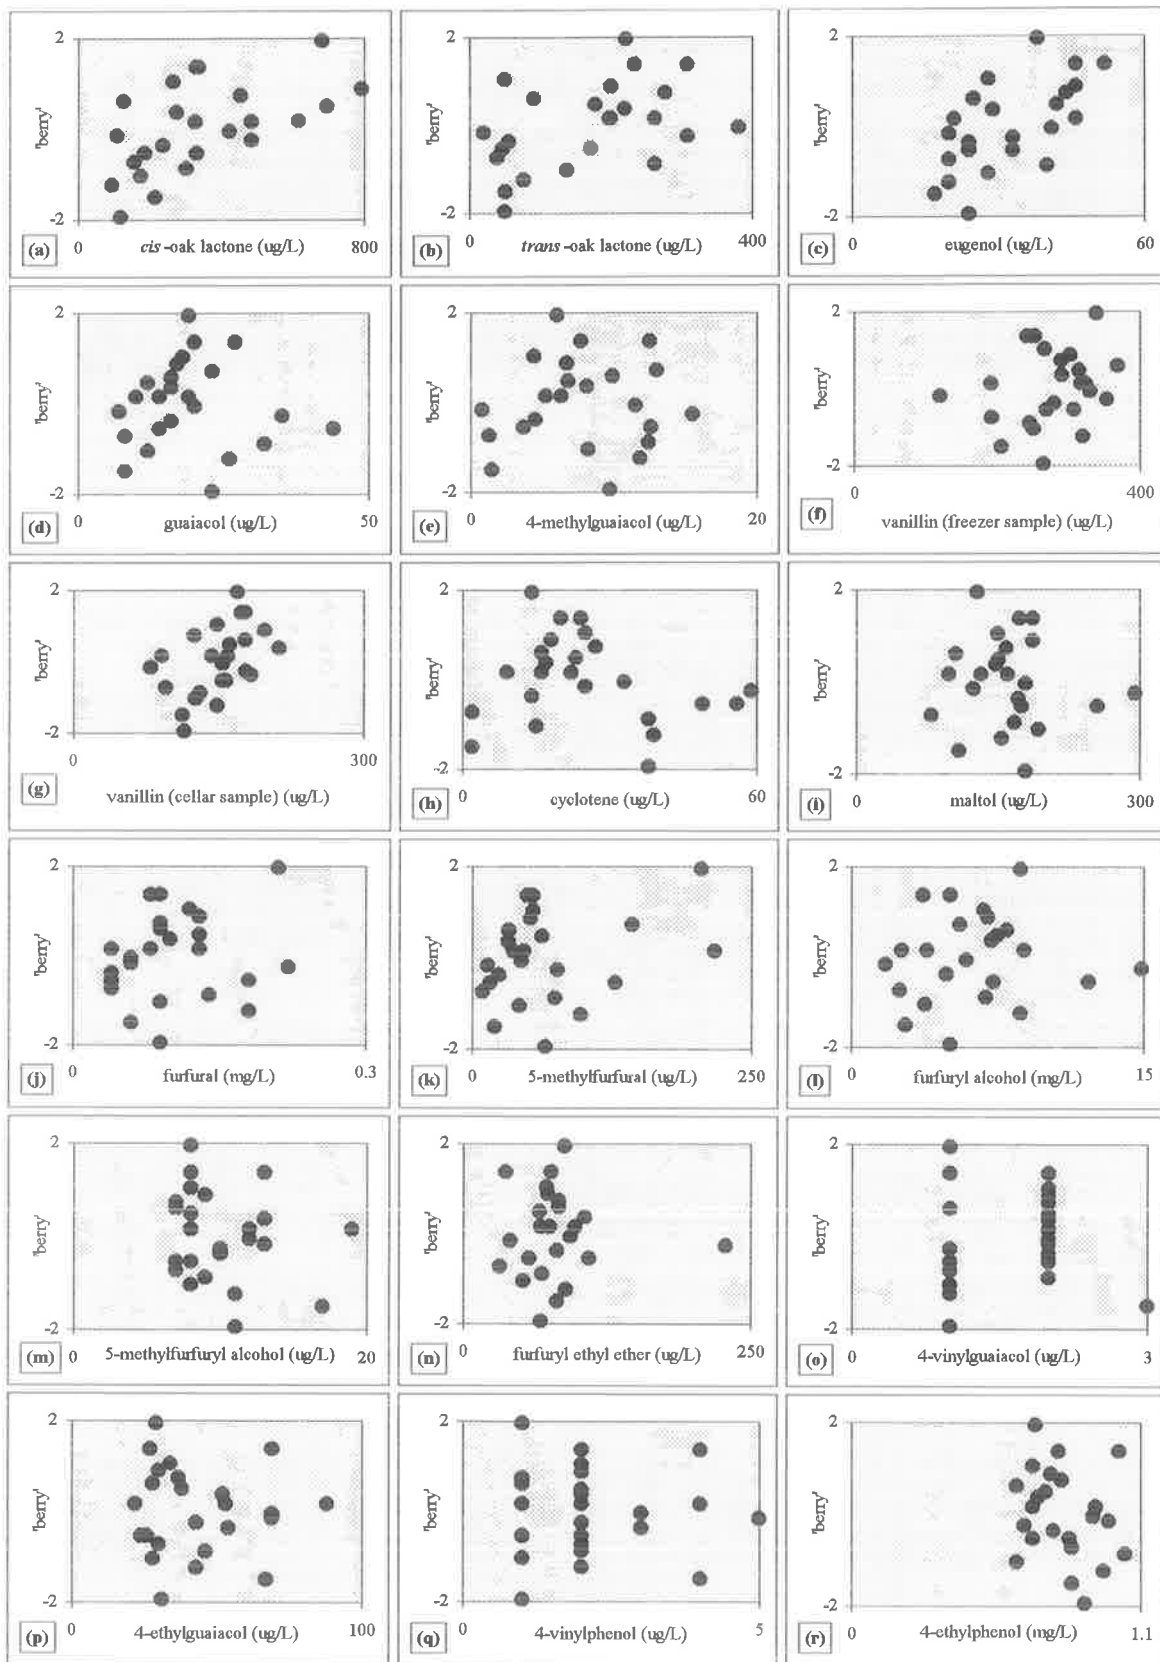 2
'berry'
-2
0
800
(a)
cis -oak lactone (ug/L)
2
'berry'
-2
0
400
(b)
trans -oak lactone (ug/L)
2
'berry'
-2
0
60
(c)
eugenol (ug/L)
2
'berry'
-2
0
50
(d)
guaiacol (ug/L)
2
'berry'
-2
0
20
(e)
4-methylguaiacol (ug/L)
2
'berry'
-2
0
400
(f)
vanillin (freezer sample) (ug/L)
2
'berry'
-2
0
300
(g)
vanillin (cellar sample) (ug/L)
2
'berry'
-2
0
60
(h)
cyclotene (ug/L)
2
'berry'
-2
0
300
(i)
maltol (ug/L)
2
'berry'
-2
0
0.3
(j)
furfural (mg/L)
2
'berry'
-2
0
250
(k)
5-methylfurfural (ug/L)
2
'berry'
-2
0
15
(l)
furfuryl alcohol (mg/L)
2
'berry'
-2
0
20
(m)
5-methylfurfuryl alcohol (ug/L)
2
'berry'
-2
0
250
(n)
furfuryl ethyl ether (ug/L)
2
'berry'
-2
0
3
(o)
4-vinylguaiacol (ug/L)
2
'berry'
-2
0
100
(p)
4-ethylguaiacol (ug/L)
2
'berry'
-2
0
5
(q)
4-vinylphenol (ug/L)
2
'berry'
-2
0
1.1
(r)
4-ethylphenol (mg/L)